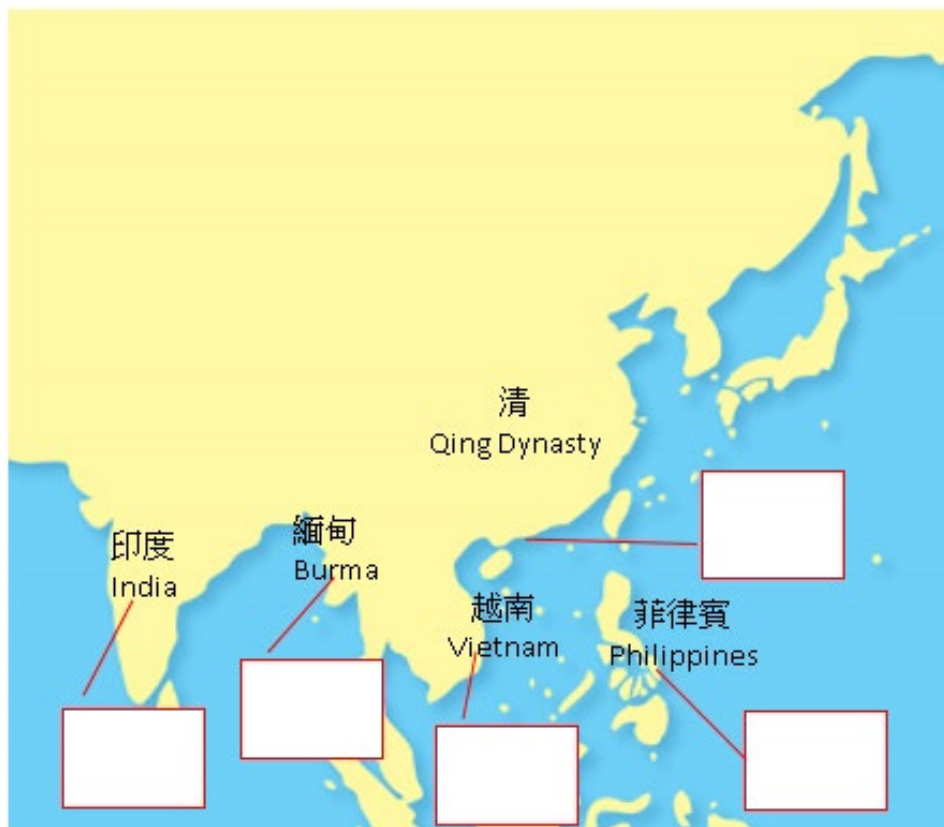 清
Qing Dynasty
印度
India
緬甸
Burma
越南
Vietnam
菲律賓
Philippines